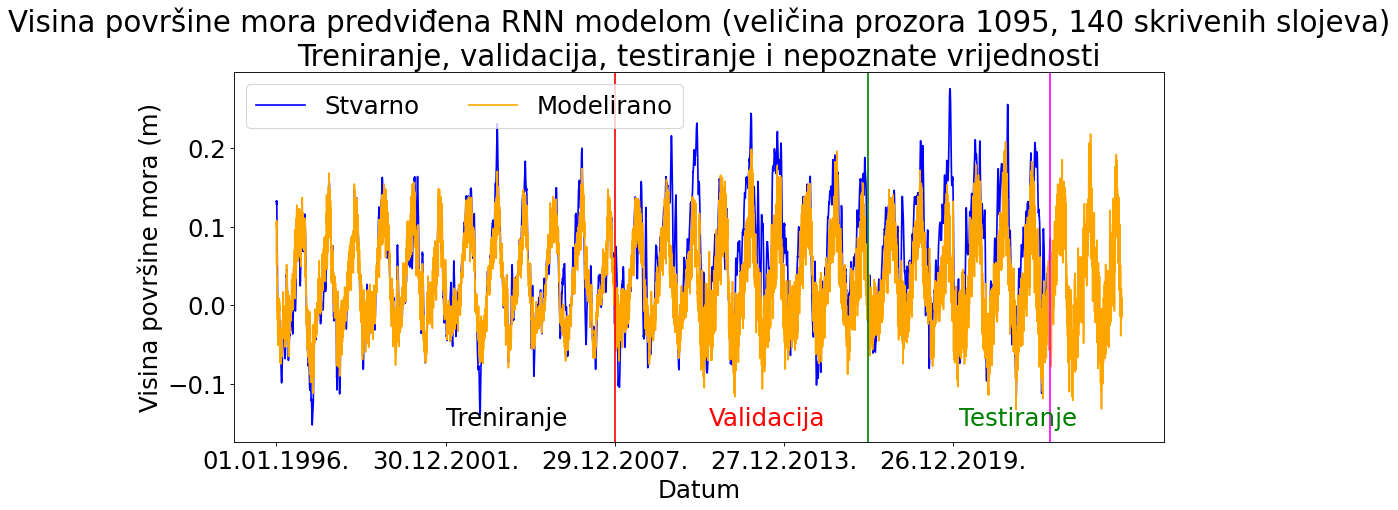 Visina površine mora predviđena RNN modelom (veličina prozora 1095, 140 skrivenih slojeva)
Treniranje, validacija, testiranje i nepoznate vrijednosti
Stvarno
Modelirano
Visina površine mora (m)
0.2
0.1
0.0
−0.1
Treniranje
Validacija
Testiranje
01.01.1996.
30.12.2001.
29.12.2007.
27.12.2013.
26.12.2019.
Datum